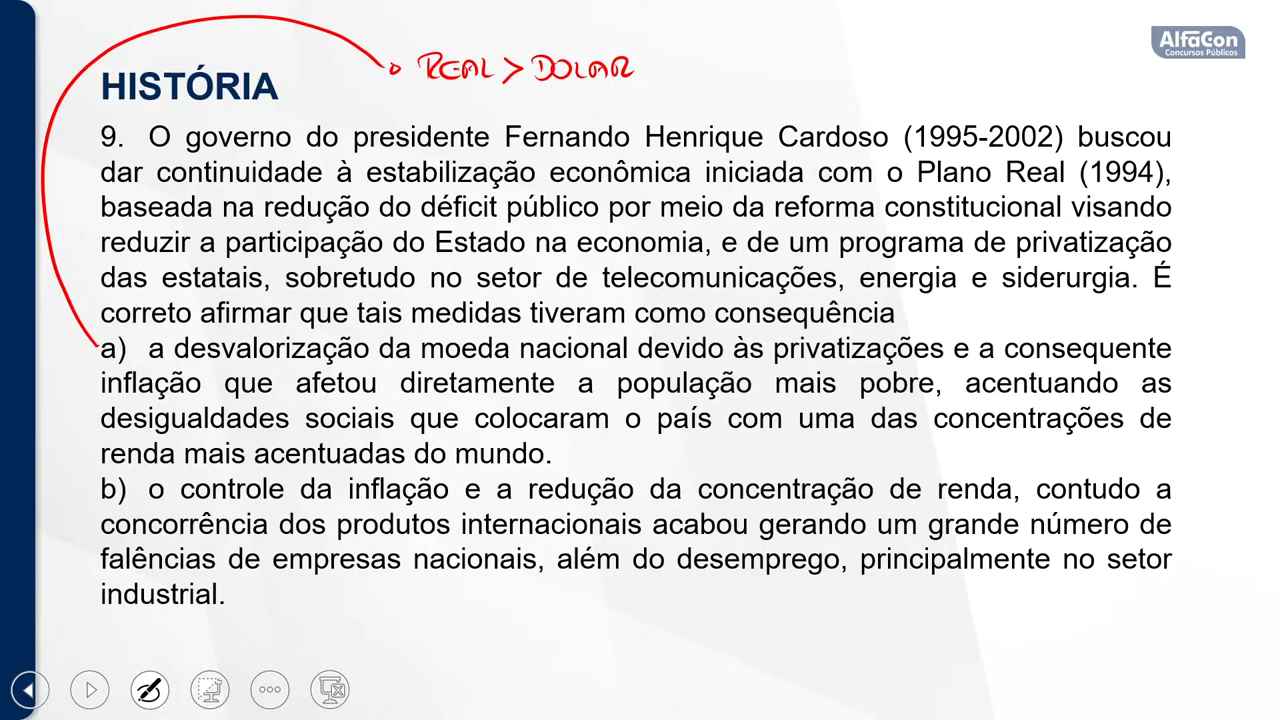 AlfaCon
Concursos Públicos
REAL > DOLAR
HISTÓRIA
9. O governo do presidente Fernando Henrique Cardoso (1995-2002) buscou
dar continuidade à estabilização econômica iniciada com o Plano Real (1994),
baseada na redução do déficit público por meio da reforma constitucional visando
reduzir a participação do Estado na economia, e de um programa de privatização
das estatais, sobretudo no setor de telecomunicações, energia e siderurgia. É
correto afirmar que tais medidas tiveram como consequência
a) a desvalorização da moeda nacional devido às privatizações e a consequente
inflação que afetou diretamente a população mais pobre, acentuando as
desigualdades sociais que colocaram o país com uma das concentrações de
renda mais acentuadas do mundo.
b) o controle da inflação e a redução da concentração de renda, contudo a
concorrência dos produtos internacionais acabou gerando um grande número de
falências de empresas nacionais, além do desemprego, principalmente no setor
industrial.